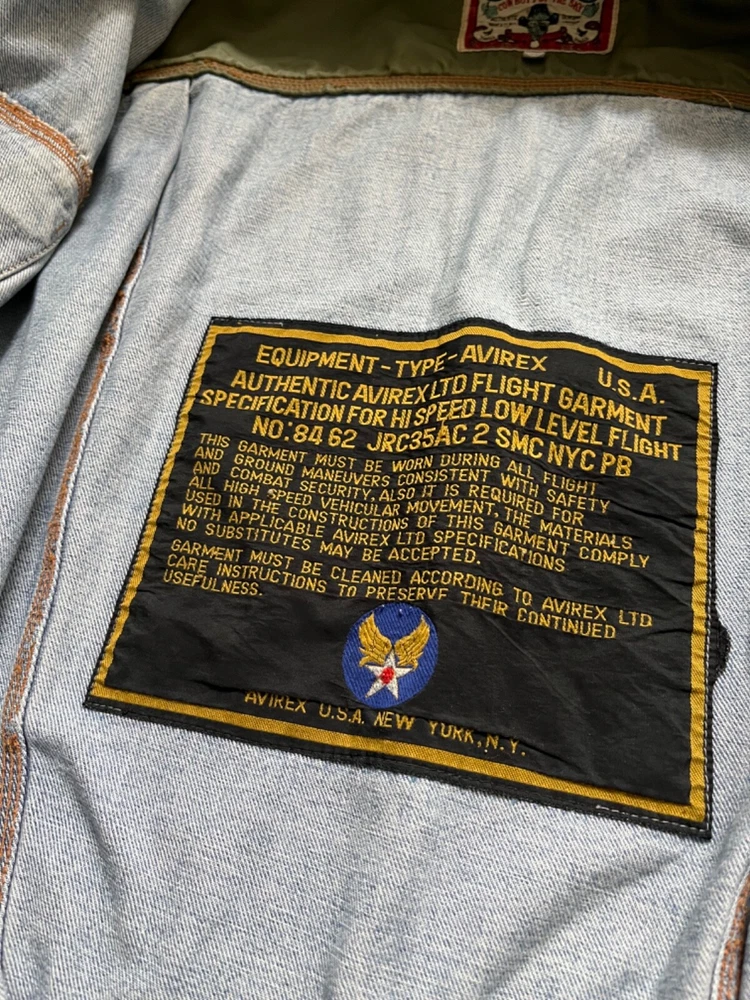 EQUIPMENT-TYPE-AVIREX U.S.A.
AUTHENTIC AVIREX LTD FLIGHT GARMENT
SPECIFICATION FOR HI SPEED LOW LEVEL FLIGHT
NO:84 62 JRC35AC 2 SMC NYC PB
THIS GARMENT MUST BE WORN DURING ALL FLIGHT
AND GROUND MANEUVERS CONSISTENT WITH SAFETY
AND COMBAT SECURITY. ALSO IT IS REQUIRED FOR
ALL HIGH SPEED VEHICULAR MOVEMENT, THE MATERIALS
USED IN THE CONSTRUCTIONS OF THIS GARMENT COMPLY
WITH APPLICABLE AVIREX LTD SPECIFICATIONS
NO SUBSTITUTES MAY BE ACCEPTED.
GARMENT MUST BE CLEANED ACCORDING TO AVIREX LTD
CARE INSTRUCTIONS TO PRESERVE THEIR CONTINUED
USEFULNESS.
AVIREX U.S.A. NEW YORK, N.Y.